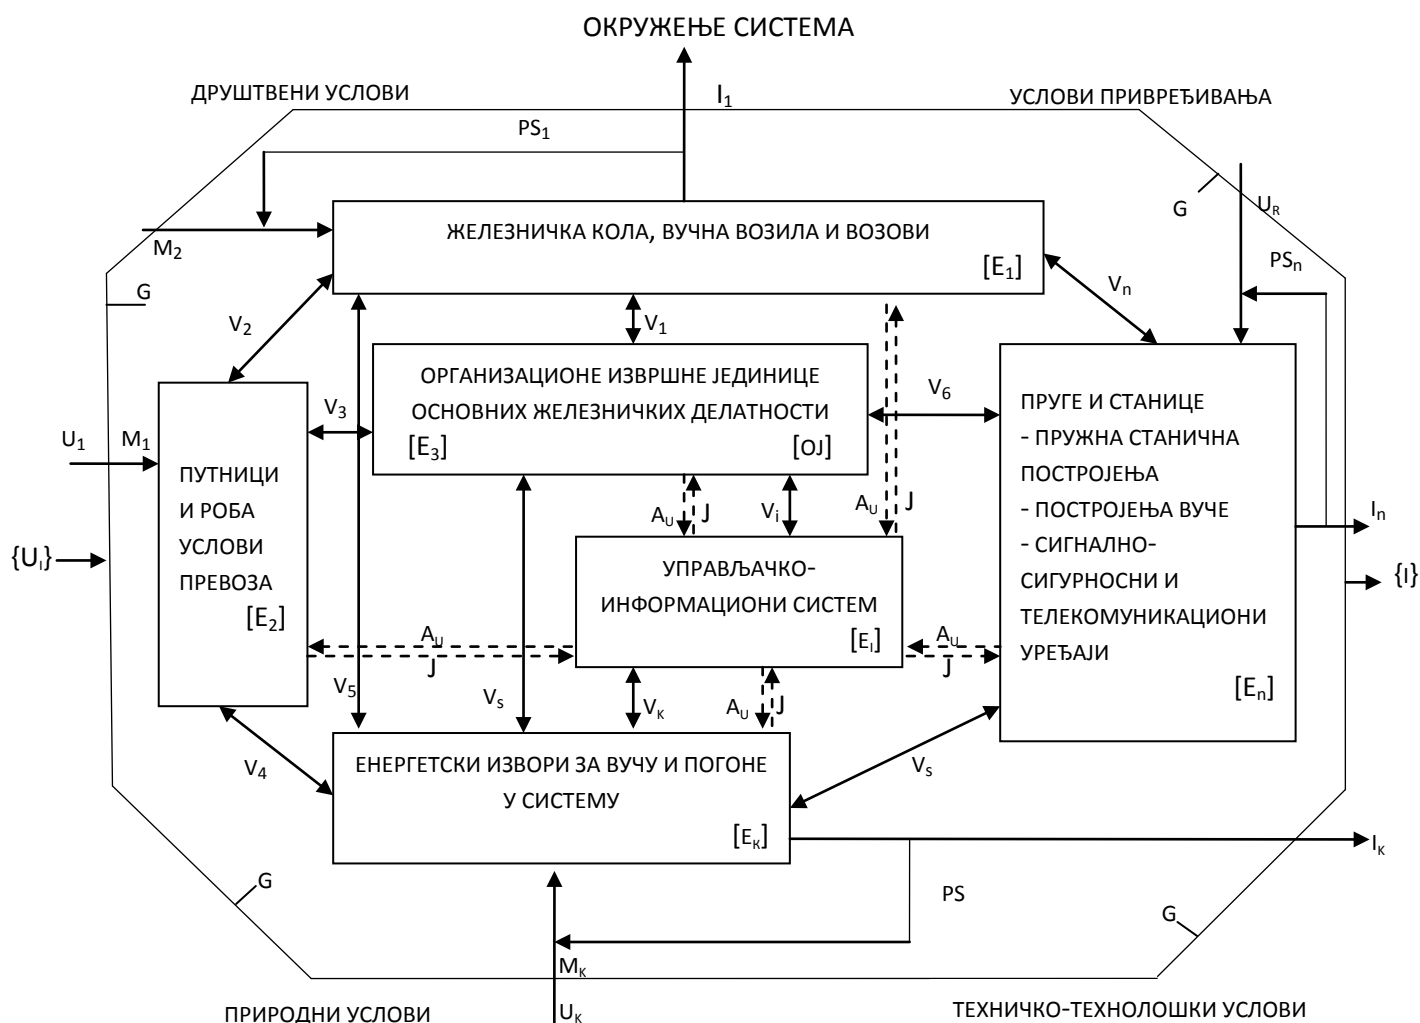 ОКРУЖЕЊЕ СИСТЕМА
ДРУШТВЕНИ УСЛОВИ
I1
УСЛОВИ ПРИВРЕЂИВАЊА
PS1
G
UR
M2
ЖЕЛЕЗНИЧКА КОЛА, ВУЧНА ВОЗИЛА И ВОЗОВИ
[E1]
PSn
G
V2
V1
Vn
ОРГАНИЗАЦИОНЕ ИЗВРШНЕ ЈЕДИНИЦЕ
ОСНОВНИХ ЖЕЛЕЗНИЧКИХ ДЕЛАТНОСТИ
[E3]
[ОЈ]
V3
V6
U1
M1
ПУТНИЦИ
И РОБА
УСЛОВИ
ПРЕВОЗА
[E2]
ПРУГЕ И СТАНИЦЕ
- ПРУЖНА СТАНИЧНА
ПОСТРОЈЕЊА
- ПОСТРОЈЕЊА ВУЧЕ
- СИГНАЛНО-
СИГУРНОСНИ И
ТЕЛЕКОМУНИКАЦИОНИ
УРЕЂАЈИ
[En]
AU
J
Vi
AU
J
In
{UI}
{I}
УПРАВЉАЧКО-
ИНФОРМАЦИОНИ СИСТЕМ
[EI]
AU
J
AU
J
V5
Vs
VK
AU
J
V4
ЕНЕРГЕТСКИ ИЗВОРИ ЗА ВУЧУ И ПОГОНЕ
У СИСТЕМУ
[EK]
Vs
IK
G
PS
G
MK
UK
ПРИРОДНИ УСЛОВИ
ТЕХНИЧКО-ТЕХНОЛОШКИ УСЛОВИ